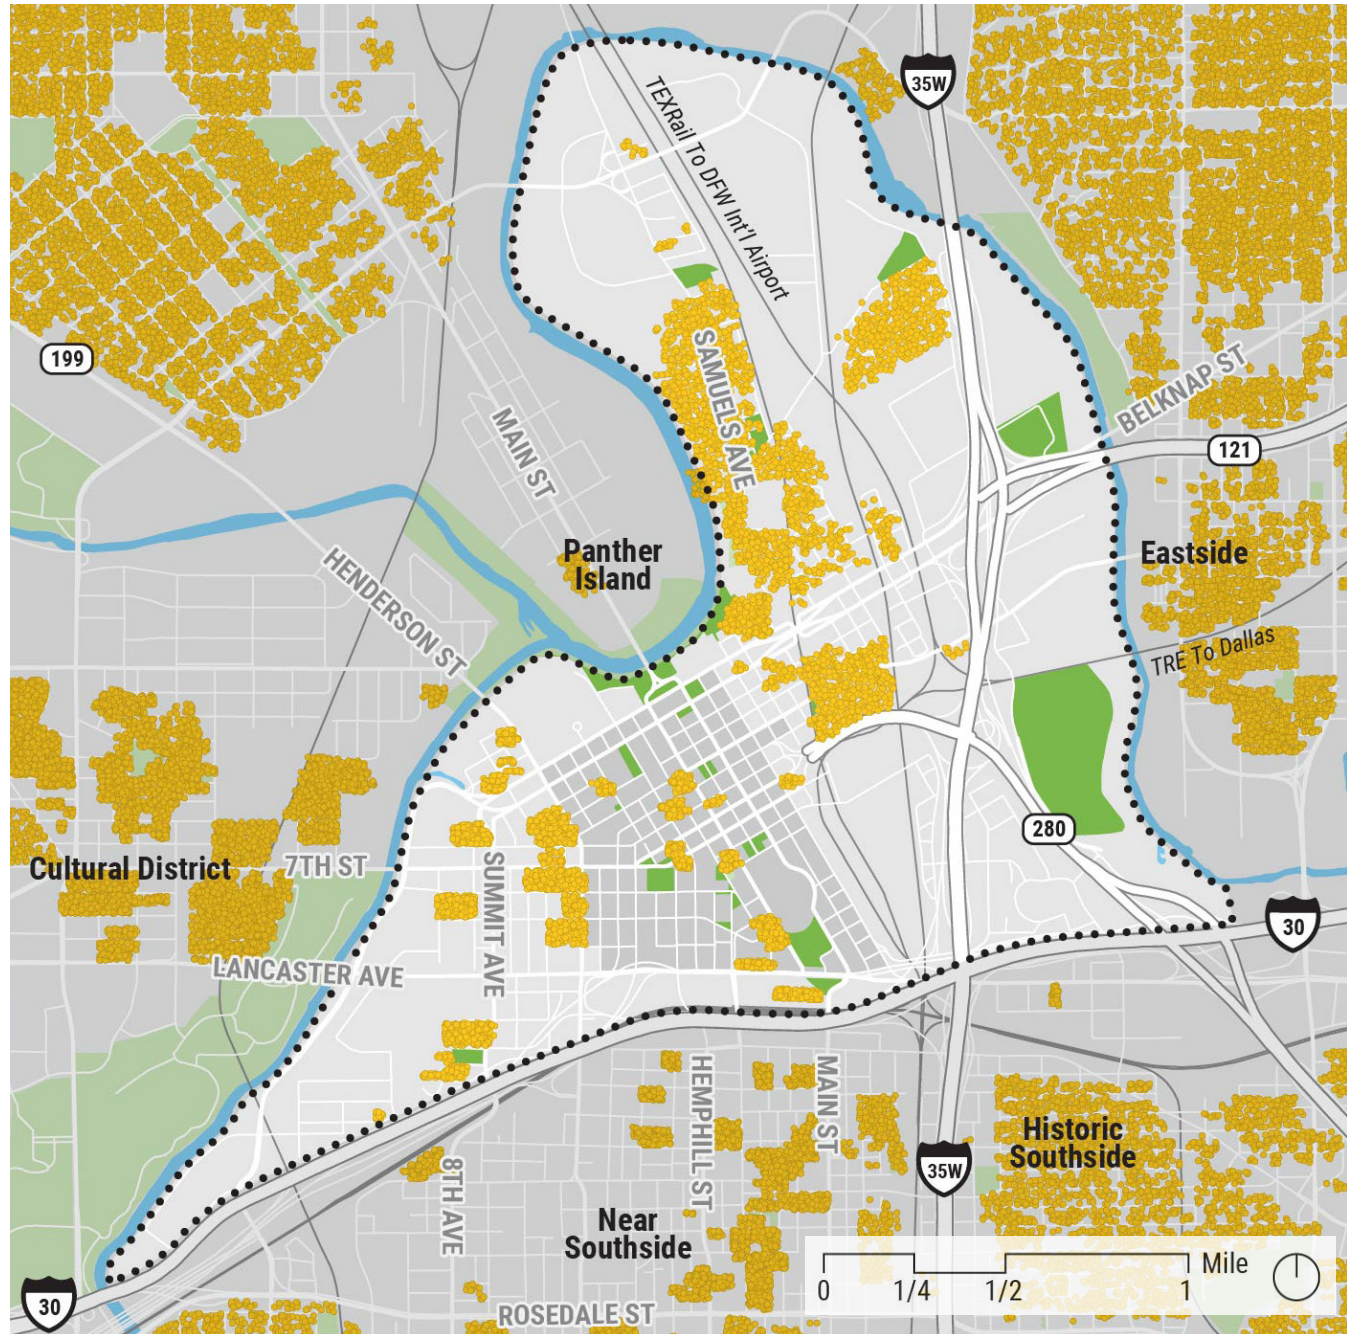 35W
TEXRail To DFW Int'l Airport
199
SAMUELS AVE
MAIN ST
BELKNAP ST
121
Panther
Island
Eastside
HENDERSON ST
TRE To Dallas
280
Cultural District
7TH ST
SUMMIT AVE
30
LANCASTER AVE
HEMPHILL ST
MAIN ST
Historic
Southside
35W
8TH AVE
Near
Southside
Mile
0 1/4 1/2 1
30
ROSEDALE ST